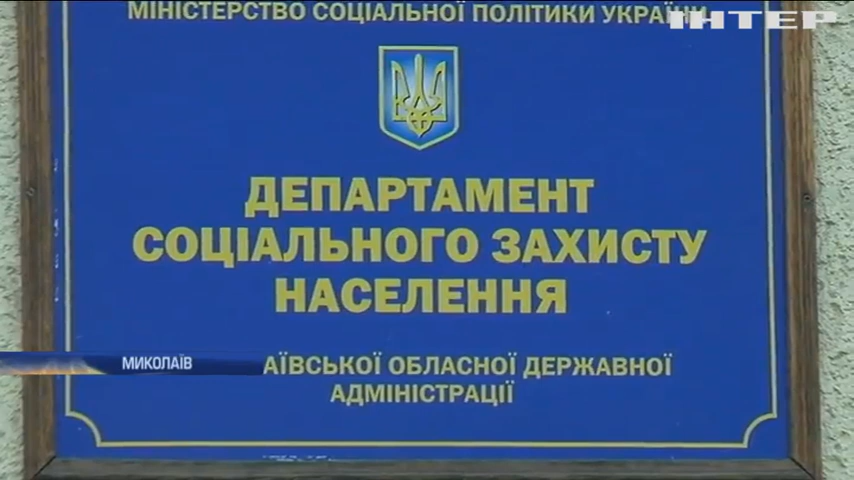 МІНІСТЕРСТВО СОЦІАЛЬНОЇ ПОЛІТИКИ УКРАЇНИ
ІНТЕР
ДЕПАРТАМЕНТ
СОЦІАЛЬНОГО ЗАХИСТУ
НАСЕЛЕННЯ
МИКОЛАЇВ
АЇВСЬКОЇ ОБЛАСНОЇ ДЕРЖАВНОЇ
АДМІНІСТРАЦІЇ